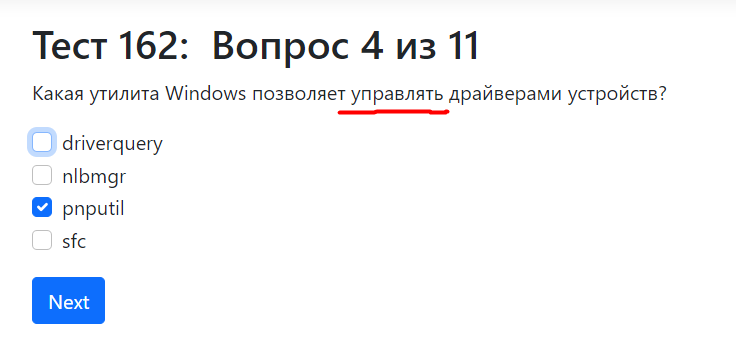 Тест 162: Вопрос 4 из 11
Какая утилита Windows позволяет управлять драйверами устройств?
driverquery
nlbmgr
pnputil
sfc
Next